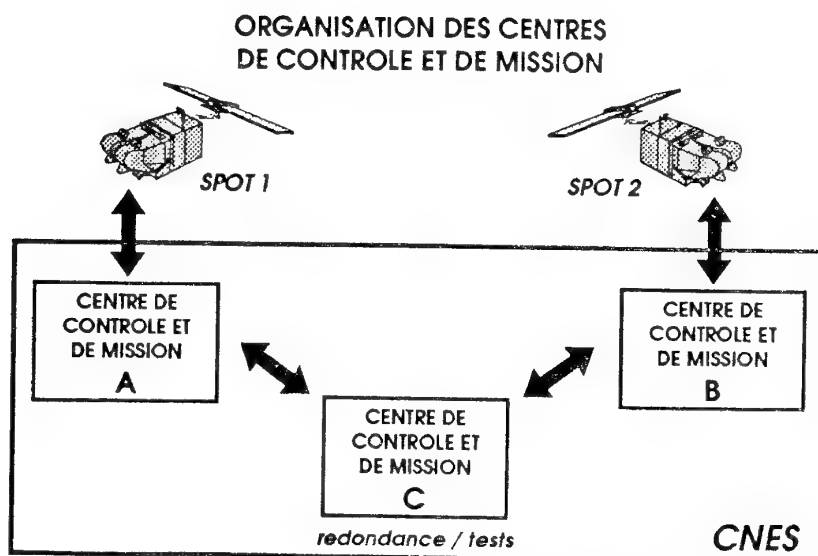 ORGANISATION DES CENTRES
DE CONTROLE ET DE MISSION
SPOT 1
SPOT 2
CENTRE DE
CONTROLE ET
DE MISSION
A
CENTRE DE
CONTROLE ET
DE MISSION
B
CENTRE DE
CONTROLE ET
DE MISSION
C
redondance / tests
CNES